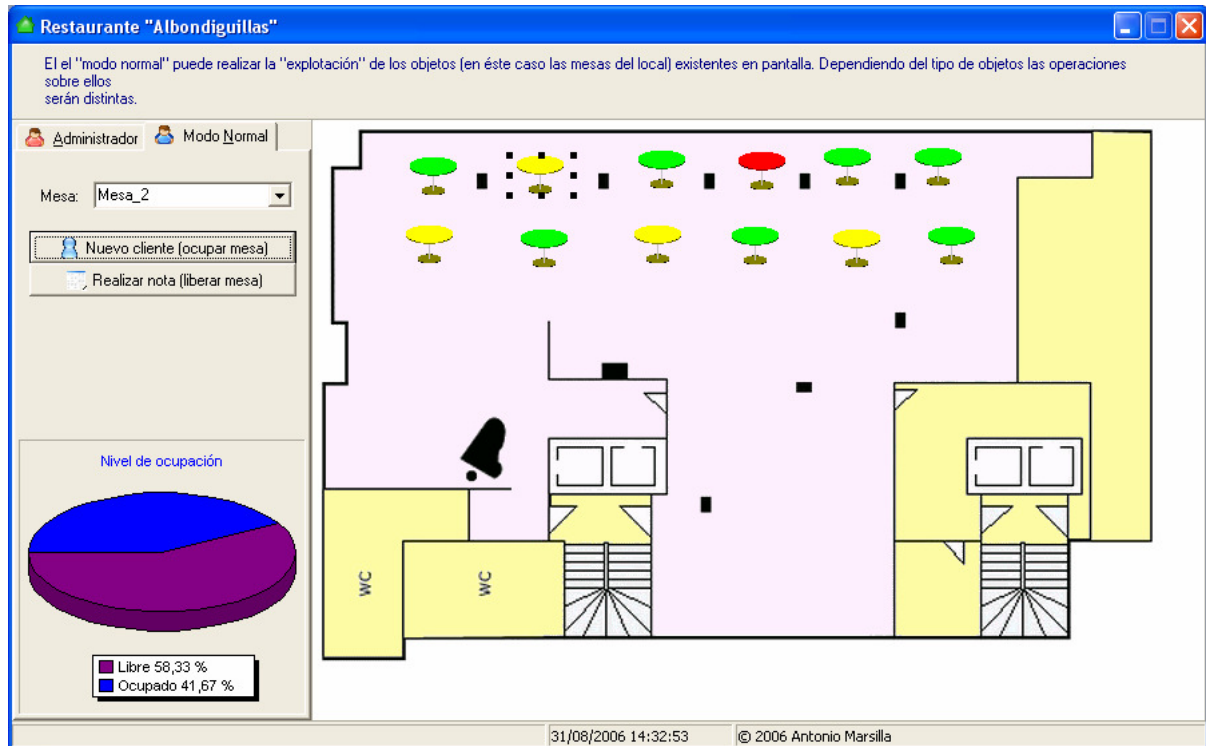 Restaurante "Albondiguillas"
El el "modo normal" puede realizar la "explotación" de los objetos (en éste caso las mesas del local) existentes en pantalla. Dependiendo del tipo de objetos las operaciones
sobre ellos
serán distintas.
Administrador
Modo Normal
Mesa:
Mesa_2
Nuevo cliente (ocupar mesa)
Realizar nota (liberar mesa)
Nivel de ocupación
Libre 58,33 %
Ocupado 41,67 %
WC
WC
31/08/2006 14:32:53
© 2006 Antonio Marsilla